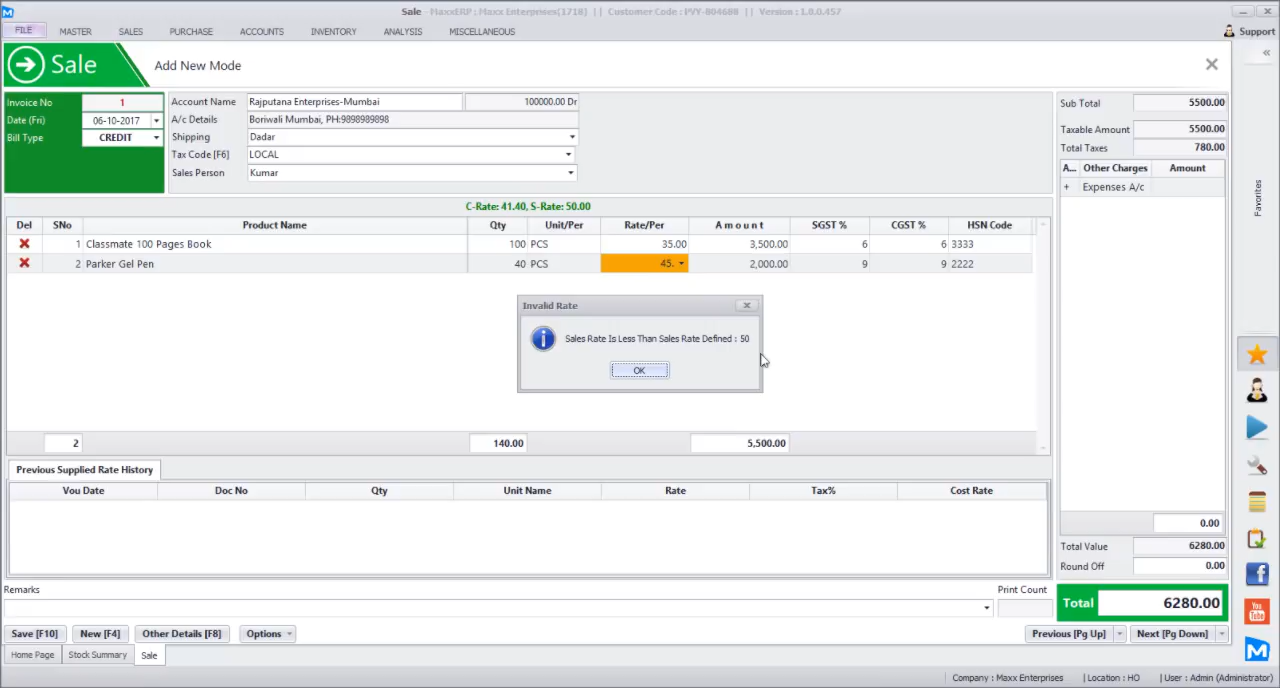 Sale - MaxxERP : Maxx Enterprises(1718) || Customer Code : PVY-B04688 || Version : 1.0.0.457
FILE MASTER SALES PURCHASE ACCOUNTS INVENTORY ANALYSIS MISCELLANEOUS Support
Sale Add New Mode
Invoice No 1
Date (Fri) 06-10-2017
Bill Type CREDIT
Account Name Rajputana Enterprises-Mumbai 100000.00 Dr
A/c Details Boriwali Mumbai, PH:9898989898
Shipping Dadar
Tax Code [F6] LOCAL
Sales Person Kumar
Sub Total 5500.00
Taxable Amount 5500.00
Total Taxes 780.00
A... Other Charges Amount
+ Expenses A/c
Favorites
C-Rate: 41.40, S-Rate: 50.00
Del SNo Product Name Qty Unit/Per Rate/Per Amount SGST % CGST % HSN Code
1 Classmate 100 Pages Book 100 PCS 35.00 3,500.00 6 6 3333
2 Parker Gel Pen 40 PCS 45. 2,000.00 9 9 2222
Invalid Rate
Sales Rate Is Less Than Sales Rate Defined : 50
OK
2 140.00 5,500.00
Previous Supplied Rate History
Vou Date Doc No Qty Unit Name Rate Tax% Cost Rate
0.00
Total Value 6280.00
Round Off 0.00
Remarks Print Count
Total 6280.00
Save [F10] New [F4] Other Details [F8] Options Previous [Pg Up] Next [Pg Down]
Home Page Stock Summary Sale
You Tube
Company : Maxx Enterprises | Location : HO | User : Admin (Administrator)